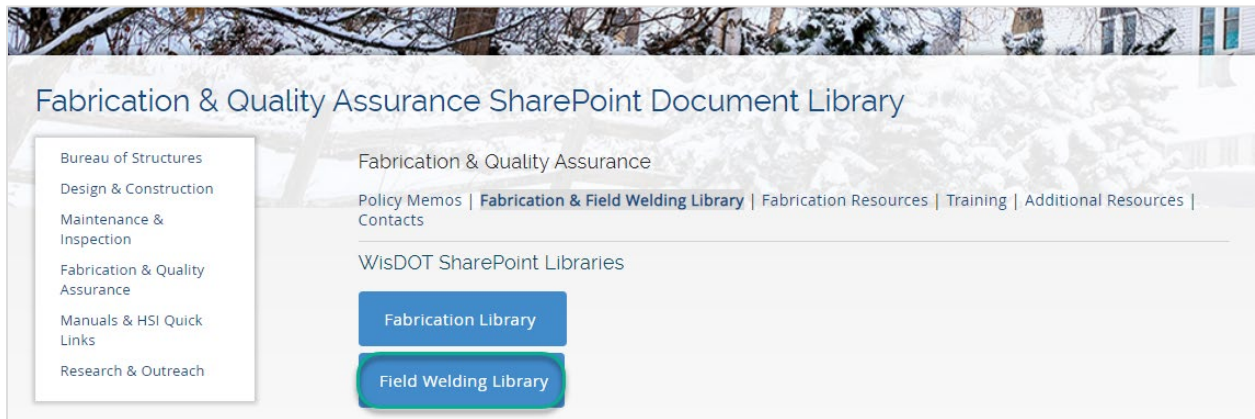 Fabrication & Quality Assurance SharePoint Document Library
Bureau of Structures
Design & Construction
Maintenance &
Inspection
Fabrication & Quality
Assurance
Manuals & HSI Quick
Links
Research & Outreach
Fabrication & Quality Assurance
Policy Memos | Fabrication & Field Welding Library | Fabrication Resources | Training | Additional Resources |
Contacts
WisDOT SharePoint Libraries
Fabrication Library
Field Welding Library